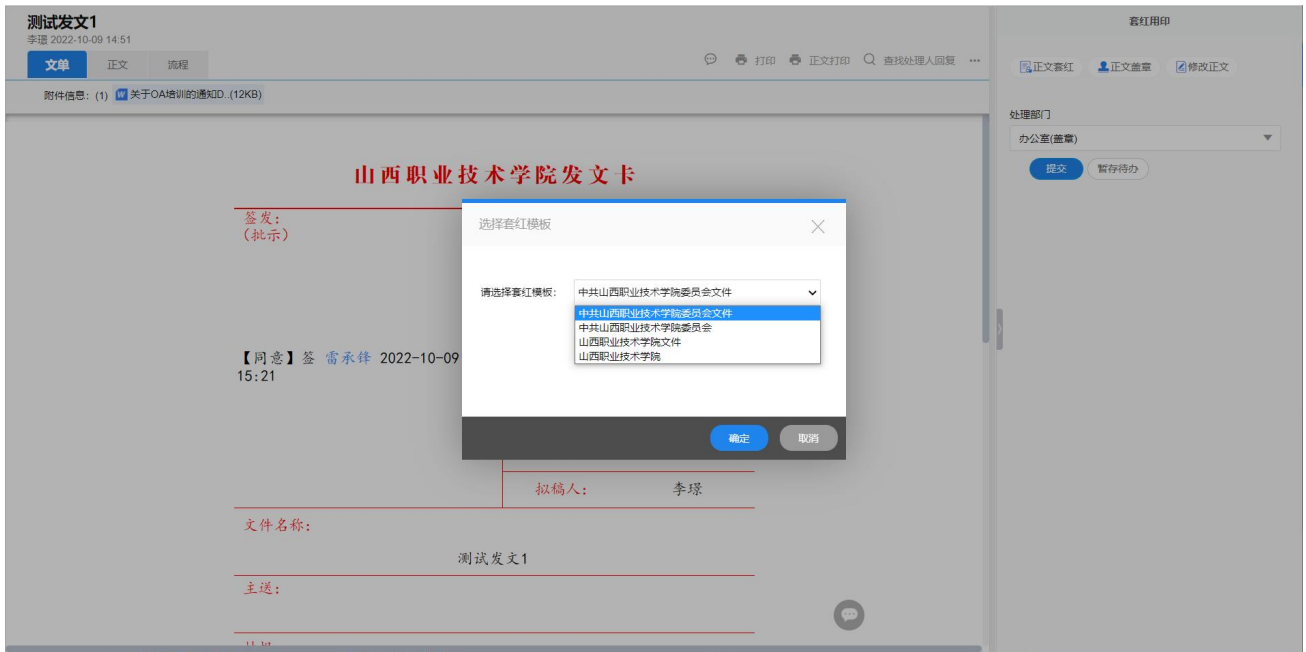 测试发文1
李璟 2022-10-09 14:51
文单 正文 流程
打印 正文打印 查找处理人回复 ...
附件信息：(1) 关于OA培训的通知D..(12KB)
山西职业技术学院发文卡
签发：
（批示）
【同意】签 雷承锋 2022-10-09
15:21
拟稿人： 李璟
文件名称：
测试发文1
主送：
选择套红模板
请选择套红模板： 中共山西职业技术学院委员会文件
中共山西职业技术学院委员会文件
中共山西职业技术学院委员会
山西职业技术学院文件
山西职业技术学院
确定 取消
套红用印
正文套红 正文盖章 修改正文
处理部门
办公室(盖章)
提交 暂存待办